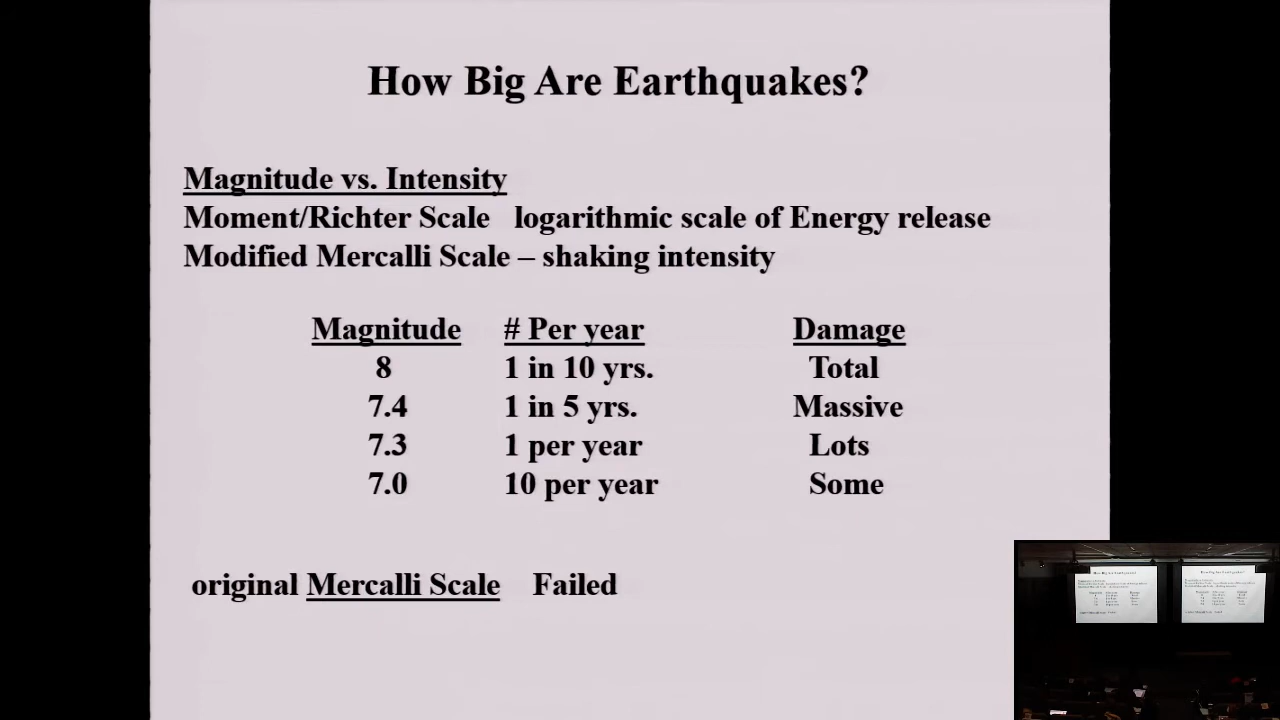 How Big Are Earthquakes?
Magnitude vs. Intensity
Moment/Richter Scale logarithmic scale of Energy release
Modified Mercalli Scale – shaking intensity
Magnitude # Per year Damage
8 1 in 10 yrs. Total
7.4 1 in 5 yrs. Massive
7.3 1 per year Lots
7.0 10 per year Some
original Mercalli Scale Failed